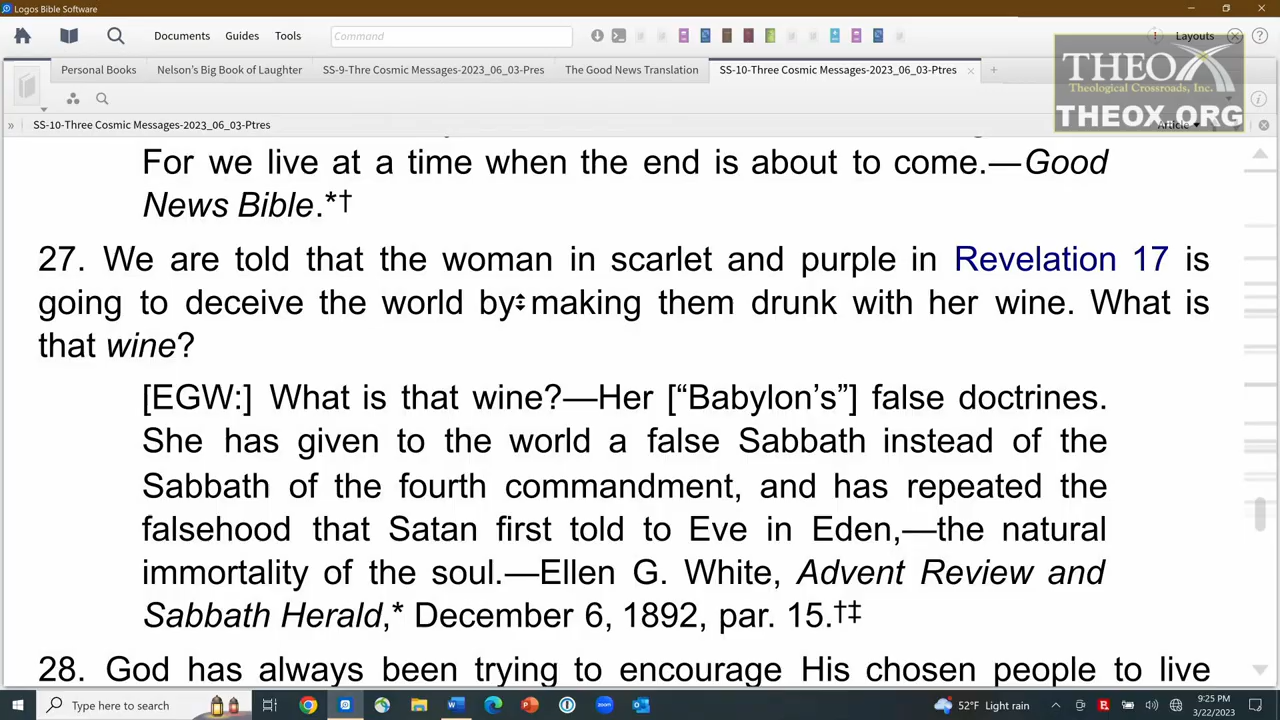 Logos Bible Software
Documents Guides Tools Command Layouts
Personal Books Nelson's Big Book of Laughter SS-9-Thre Cosmic Messages-2023_06_03-Pres The Good News Translation SS-10-Three Cosmic Messages-2023_06_03-Ptres
THEOX
Theological Crossroads, Inc.
THEOX.ORG
SS-10-Three Cosmic Messages-2023_06_03-Ptres Article
For we live at a time when the end is about to come.—Good
News Bible.*†
27. We are told that the woman in scarlet and purple in Revelation 17 is
going to deceive the world by making them drunk with her wine. What is
that wine?
[EGW:] What is that wine?—Her [“Babylon’s”] false doctrines.
She has given to the world a false Sabbath instead of the
Sabbath of the fourth commandment, and has repeated the
falsehood that Satan first told to Eve in Eden,—the natural
immortality of the soul.—Ellen G. White, Advent Review and
Sabbath Herald,* December 6, 1892, par. 15.†‡
28. God has always been trying to encourage His chosen people to live
Type here to search 52°F Light rain 9:25 PM
3/22/2023